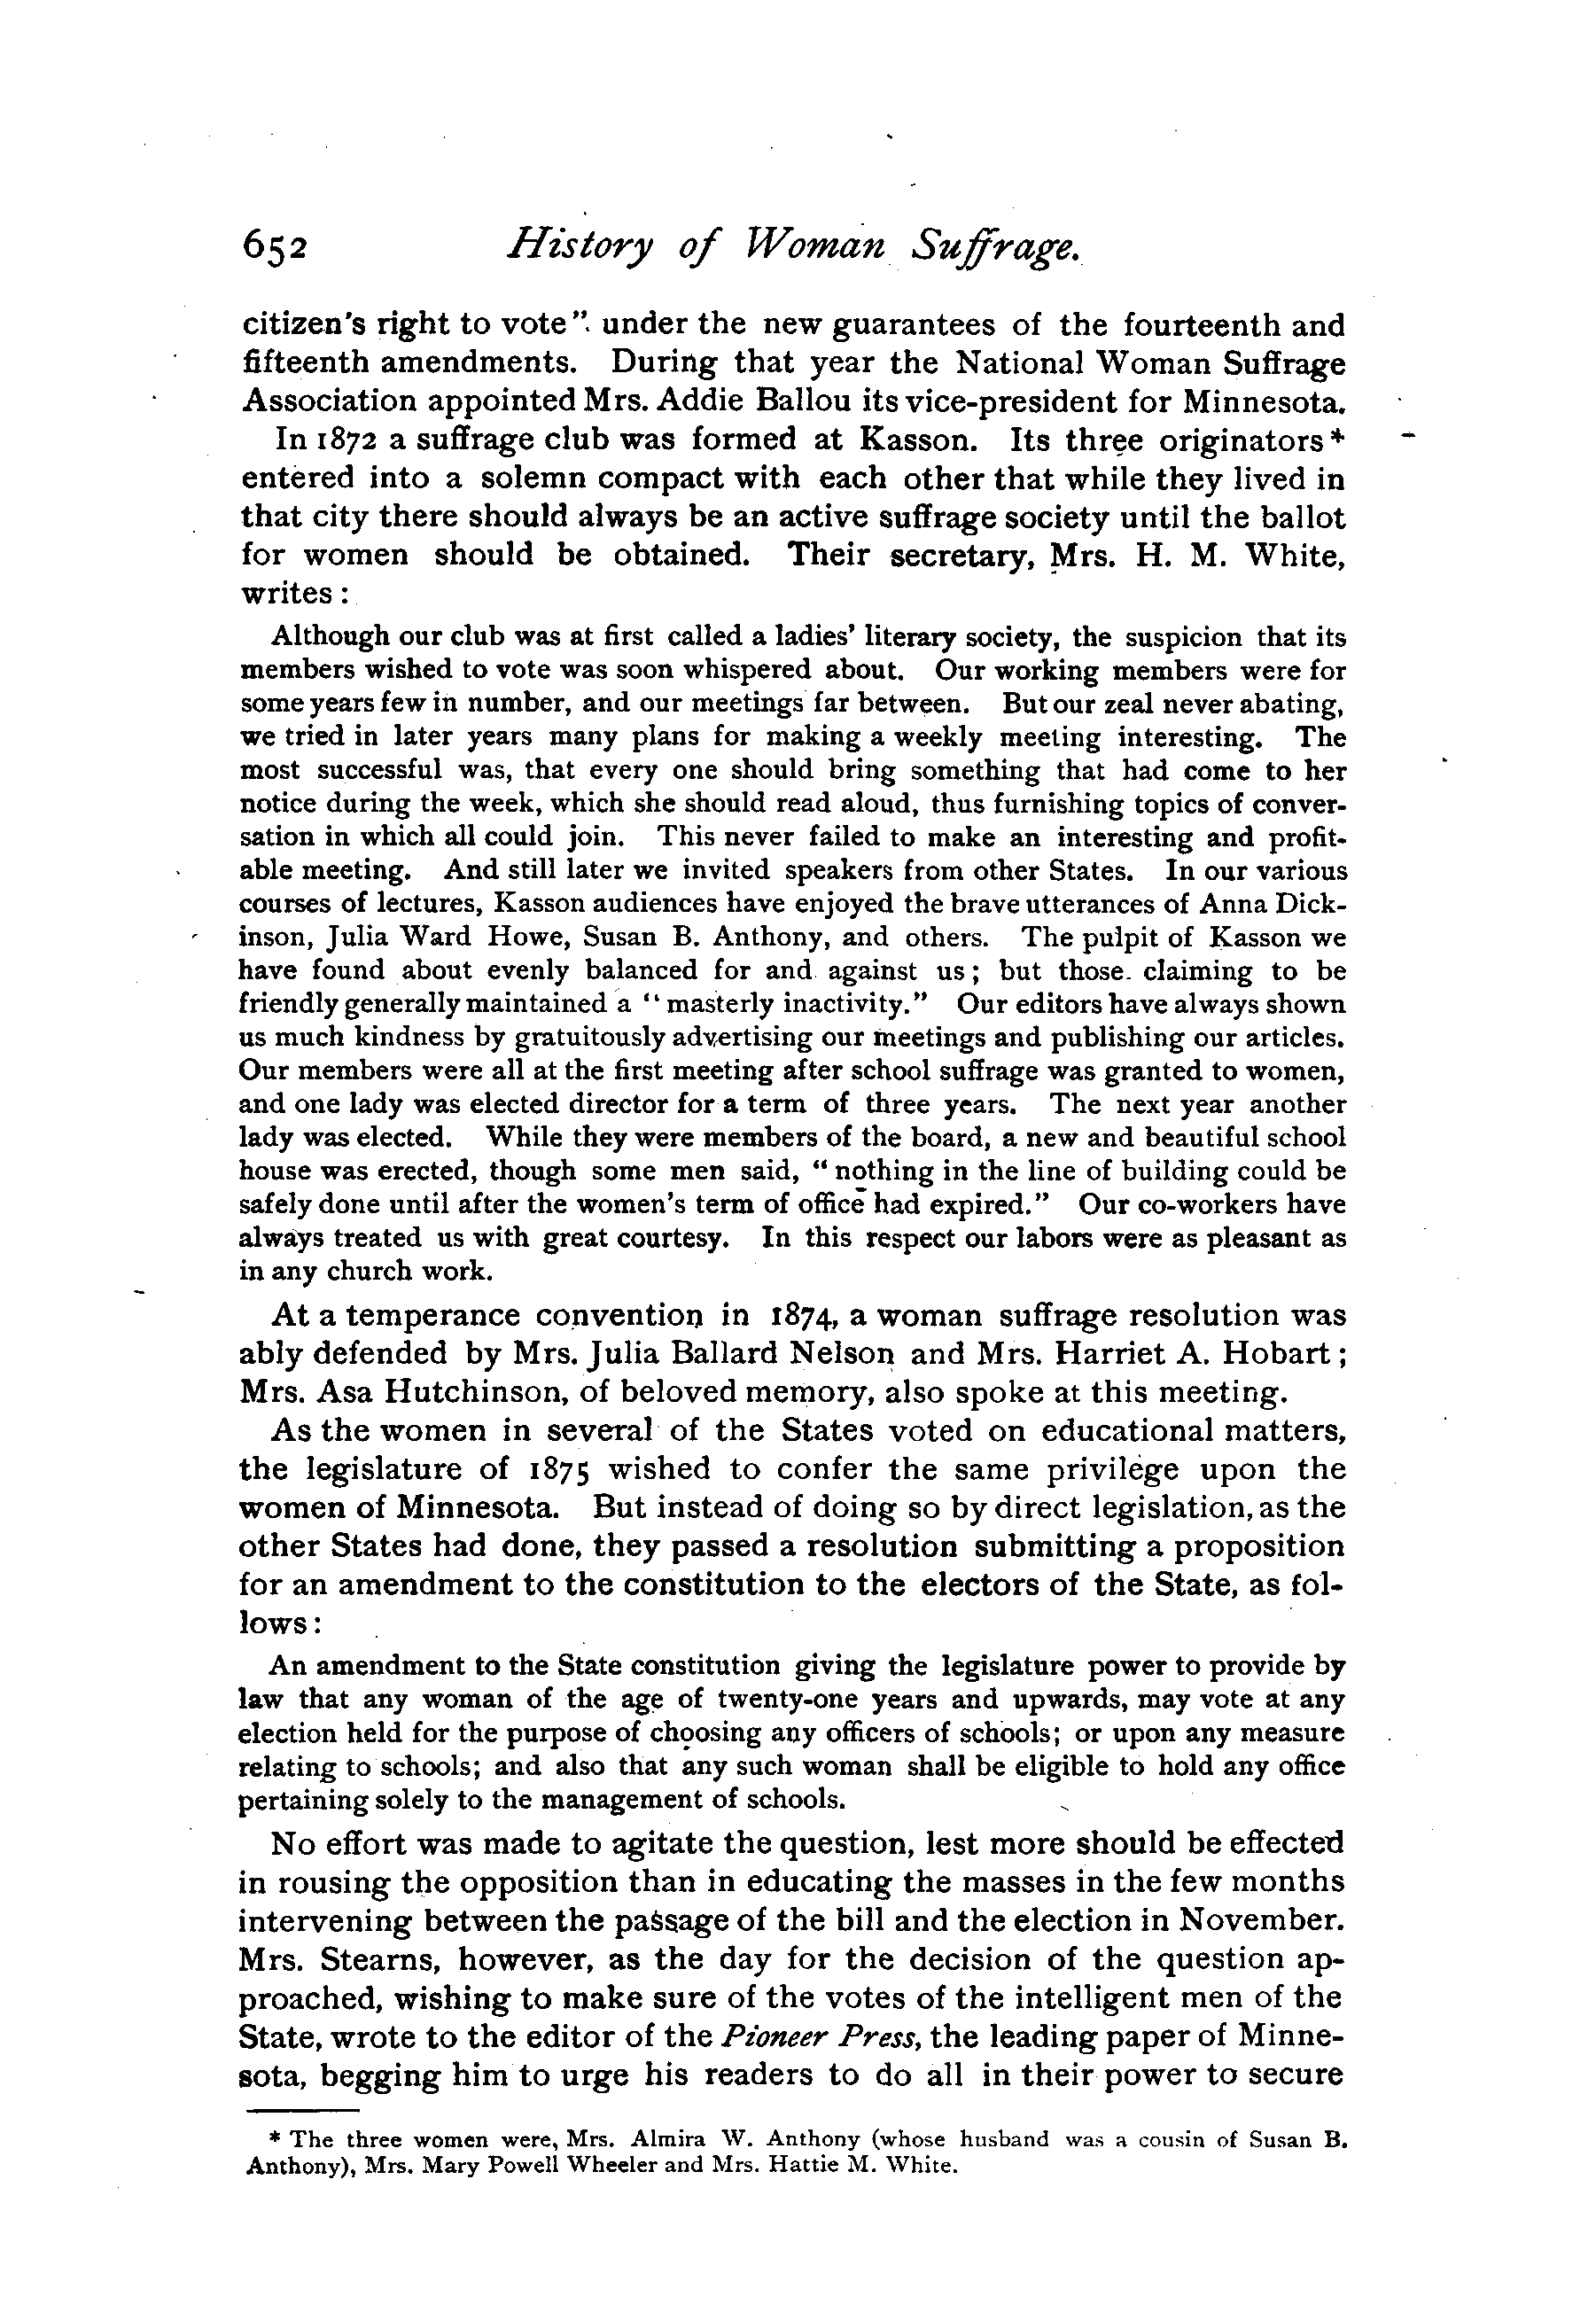 652 History of Woman Suffrage.
citizen's right to vote" under the new guarantees of the fourteenth and
fifteenth amendments. During that year the National Woman Suffrage
Association appointed Mrs. Addie Ballou its vice-president for Minnesota.
In 1872 a suffrage club was formed at Kasson. Its three originators*
entered into a solemn compact with each other that while they lived in
that city there should always be an active suffrage society until the ballot
for women should be obtained. Their secretary, Mrs. H. M. White,
writes:
Although our club was at first called a ladies' literary society, the suspicion that its
members wished to vote was soon whispered about. Our working members were for
some years few in number, and our meetings far between. But our zeal never abating,
we tried in later years many plans for making a weekly meeting interesting. The
most successful was, that every one should bring something that had come to her
notice during the week, which she should read aloud, thus furnishing topics of conver-
sation in which all could join. This never failed to make an interesting and profit-
able meeting. And still later we invited speakers from other States. In our various
courses of lectures, Kasson audiences have enjoyed the brave utterances of Anna Dick-
inson, Julia Ward Howe, Susan B. Anthony, and others. The pulpit of Kasson we
have found about evenly balanced for and against us; but those claiming to be
friendly generally maintained a "masterly inactivity." Our editors have always shown
us much kindness by gratuitously advertising our meetings and publishing our articles.
Our members were all at the first meeting after school suffrage was granted to women,
and one lady was elected director for a term of three years. The next year another
lady was elected. While they were members of the board, a new and beautiful school
house was erected, though some men said, "nothing in the line of building could be
safely done until after the women's term of office had expired." Our co-workers have
always treated us with great courtesy. In this respect our labors were as pleasant as
in any church work.
At a temperance convention in 1874, a woman suffrage resolution was
ably defended by Mrs. Julia Ballard Nelson and Mrs. Harriet A. Hobart;
Mrs. Asa Hutchinson, of beloved memory, also spoke at this meeting.
As the women in several of the States voted on educational matters,
the legislature of 1875 wished to confer the same privilege upon the
women of Minnesota. But instead of doing so by direct legislation, as the
other States had done, they passed a resolution submitting a proposition
for an amendment to the constitution to the electors of the State, as fol-
lows:
An amendment to the State constitution giving the legislature power to provide by
law that any woman of the age of twenty-one years and upwards, may vote at any
election held for the purpose of choosing any officers of schools; or upon any measure
relating to schools; and also that any such woman shall be eligible to hold any office
pertaining solely to the management of schools.
No effort was made to agitate the question, lest more should be effected
in rousing the opposition than in educating the masses in the few months
intervening between the passage of the bill and the election in November.
Mrs. Stearns, however, as the day for the decision of the question ap-
proached, wishing to make sure of the votes of the intelligent men of the
State, wrote to the editor of the Pioneer Press, the leading paper of Minne-
sota, begging him to urge his readers to do all in their power to secure
* The three women were, Mrs. Almira W. Anthony (whose husband was a cousin of Susan B.
Anthony), Mrs. Mary Powell Wheeler and Mrs. Hattie M. White.